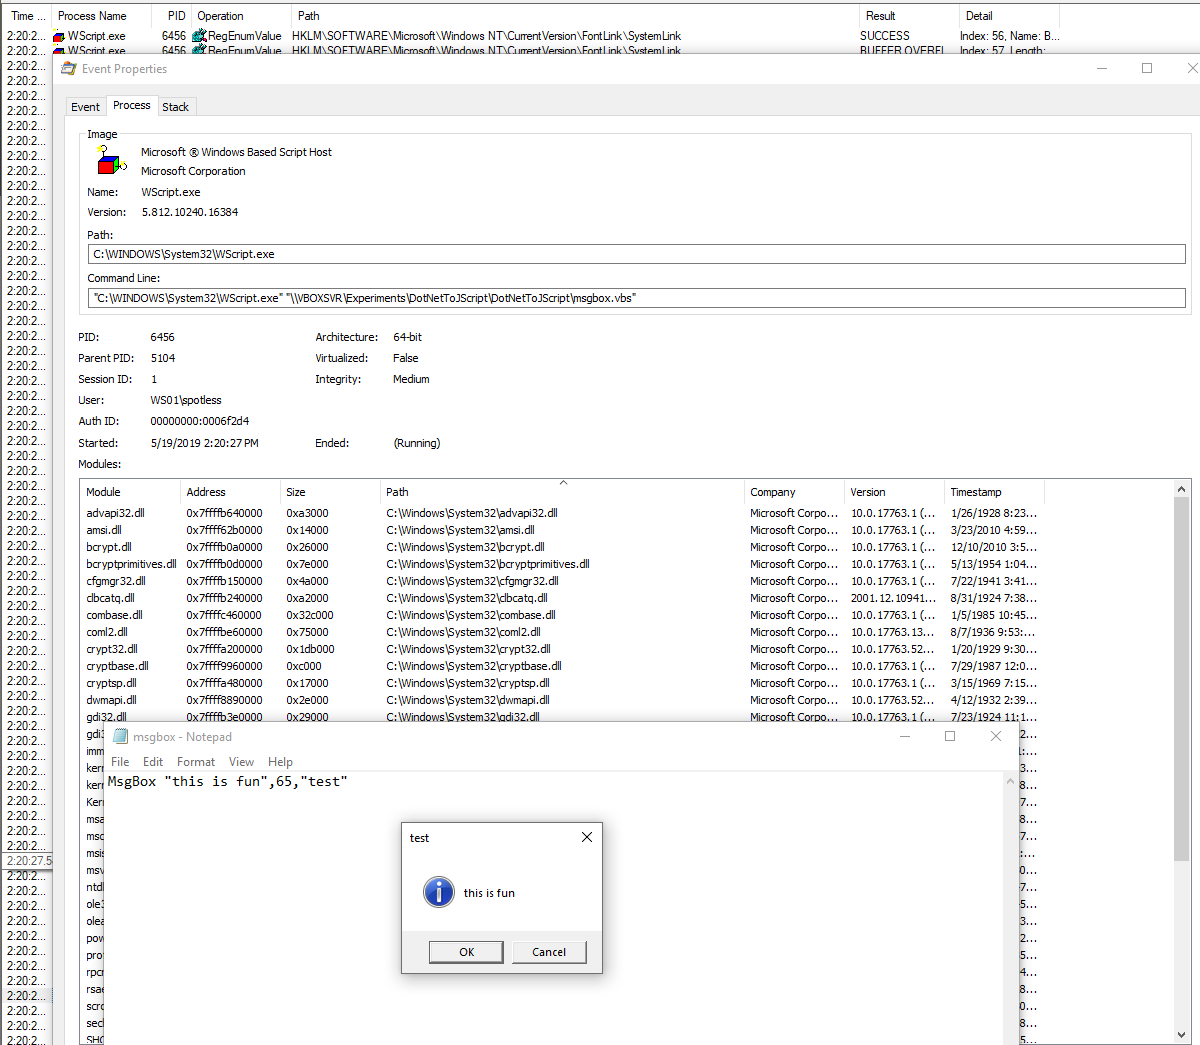 Time ... Process Name PID Operation Path Result Detail
2:20:2... WScript.exe 6456 RegEnumValue HKLM\SOFTWARE\Microsoft\Windows NT\CurrentVersion\FontLink\SystemLink SUCCESS Index: 56, Name: B...
2:20:2... WScript.exe 6456 RegEnumValue HKLM\SOFTWARE\Microsoft\Windows NT\CurrentVersion\FontLink\SystemLink BUFFER OVERFL Index: 57, Length:
Event Properties
Event Process Stack
Image
Microsoft ® Windows Based Script Host
Microsoft Corporation
Name: WScript.exe
Version: 5.812.10240.16384
Path:
C:\WINDOWS\System32\WScript.exe
Command Line:
"C:\WINDOWS\System32\WScript.exe" "\\VBOXSVR\Experiments\DotNetToJScript\DotNetToJScript\msgbox.vbs"
PID: 6456 Architecture: 64-bit
Parent PID: 5104 Virtualized: False
Session ID: 1 Integrity: Medium
User: WS01\spotless
Auth ID: 00000000:0006f2d4
Started: 5/19/2019 2:20:27 PM Ended: (Running)
Modules:
Module Address Size Path Company Version Timestamp
advapi32.dll 0x7ffffb640000 0xa3000 C:\Windows\System32\advapi32.dll Microsoft Corpo... 10.0.17763.1 (... 1/26/1928 8:23...
amsi.dll 0x7ffff62b0000 0x14000 C:\Windows\System32\amsi.dll Microsoft Corpo... 10.0.17763.1 (... 3/23/2010 4:59...
bcrypt.dll 0x7ffffb0a0000 0x26000 C:\Windows\System32\bcrypt.dll Microsoft Corpo... 10.0.17763.1 (... 12/10/2010 3:5...
bcryptprimitives.dll 0x7ffffb0d0000 0x7e000 C:\Windows\System32\bcryptprimitives.dll Microsoft Corpo... 10.0.17763.1 (... 5/13/1954 1:04...
cfgmgr32.dll 0x7ffffb150000 0x4a000 C:\Windows\System32\cfgmgr32.dll Microsoft Corpo... 10.0.17763.1 (... 7/22/1941 3:41...
clbcatq.dll 0x7ffffb240000 0xa2000 C:\Windows\System32\clbcatq.dll Microsoft Corpo... 2001.12.10941... 8/31/1924 7:38...
combase.dll 0x7ffffc460000 0x32c000 C:\Windows\System32\combase.dll Microsoft Corpo... 10.0.17763.1 (... 1/5/1985 10:45...
coml2.dll 0x7ffffbe60000 0x75000 C:\Windows\System32\coml2.dll Microsoft Corpo... 10.0.17763.13... 8/7/1936 9:53:...
crypt32.dll 0x7ffffa200000 0x1db000 C:\Windows\System32\crypt32.dll Microsoft Corpo... 10.0.17763.52... 1/20/1929 9:30...
cryptbase.dll 0x7ffff9960000 0xc000 C:\Windows\System32\cryptbase.dll Microsoft Corpo... 10.0.17763.1 (... 7/29/1987 12:0...
cryptsp.dll 0x7ffffa480000 0x17000 C:\Windows\System32\cryptsp.dll Microsoft Corpo... 10.0.17763.1 (... 3/15/1969 7:15...
dwmapi.dll 0x7ffff8890000 0x2e000 C:\Windows\System32\dwmapi.dll Microsoft Corpo... 10.0.17763.52... 4/12/1932 2:39...
gdi32.dll 0x7ffffb3e0000 0x29000 C:\Windows\System32\gdi32.dll Microsoft Corpo... 10.0.17763.1 (... 7/23/1924 11:1...
msgbox - Notepad
File Edit Format View Help
MsgBox "this is fun",65,"test"
test
this is fun
OK Cancel
2:20:27.5